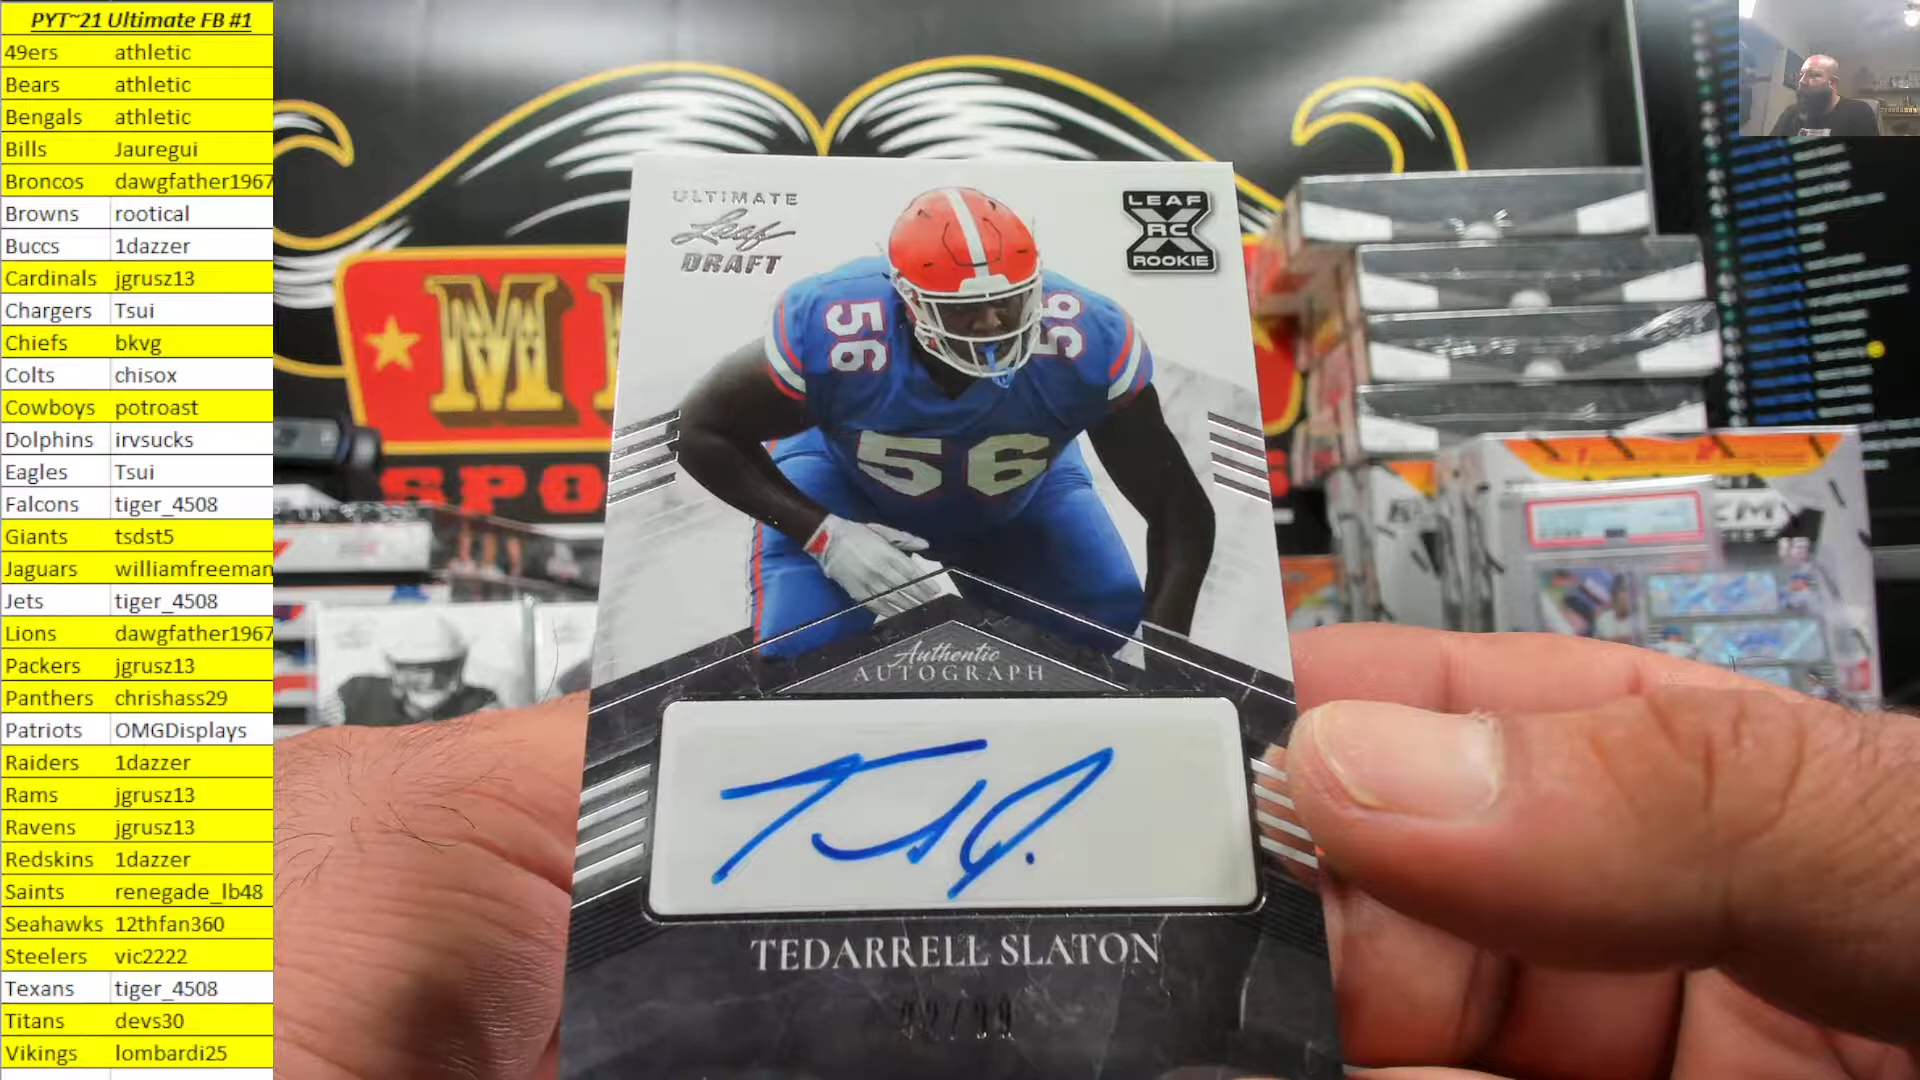 PYT~21 Ultimate FB #1
49ers athletic
Bears athletic
Bengals athletic
Bills Jauregui
Broncos dawgfather1967
Browns rootical
Buccs 1dazzer
Cardinals jgrusz13
Chargers Tsui
Chiefs bkvg
Colts chisox
Cowboys potroast
Dolphins irvsucks
Eagles Tsui
Falcons tiger_4508
Giants tsdst5
Jaguars williamfreeman
Jets tiger_4508
Lions dawgfather1967
Packers jgrusz13
Panthers chrishass29
Patriots OMGDisplays
Raiders 1dazzer
Rams jgrusz13
Ravens jgrusz13
Redskins 1dazzer
Saints renegade_lb48
Seahawks 12thfan360
Steelers vic2222
Texans tiger_4508
Titans devs30
Vikings lombardi25
ULTIMATE
Leaf
DRAFT
LEAF
RC
ROOKIE
56
56
56
Authentic
AUTOGRAPH
TEDARRELL SLATON